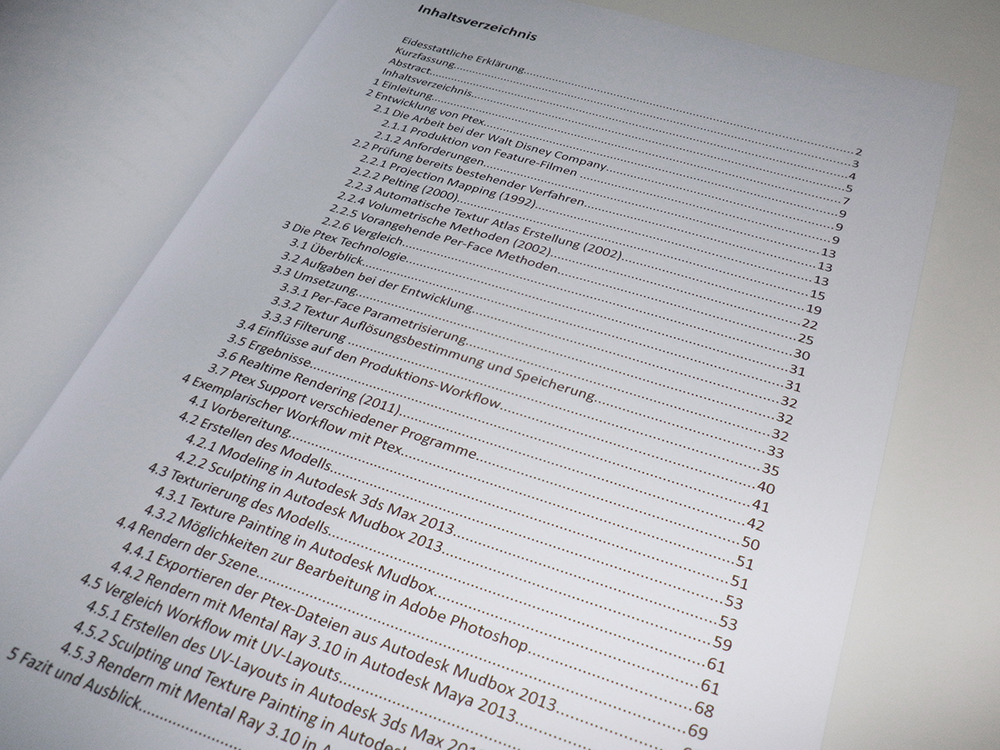 Inhaltsverzeichnis
Eidesstattliche Erklärung...2
Kurzfassung...3
Abstract...4
Inhaltsverzeichnis...5
1 Einleitung...7
2 Entwicklung von Ptex...9
2.1 Die Arbeit bei der Walt Disney Company...9
2.1.1 Produktion von Feature-Filmen...9
2.1.2 Anforderungen...13
2.2 Prüfung bereits bestehender Verfahren...13
2.2.1 Projection Mapping (1992)...13
2.2.2 Pelting (2000)...15
2.2.3 Automatische Textur Atlas Erstellung (2002)...19
2.2.4 Volumetrische Methoden (2002)...22
2.2.5 Vorangehende Per-Face Methoden...25
2.2.6 Vergleich...30
3 Die Ptex Technologie...31
3.1 Überblick...31
3.2 Aufgaben bei der Entwicklung...32
3.3 Umsetzung...32
3.3.1 Per-Face Parametrisierung...32
3.3.2 Textur Auflösungsbestimmung und Speicherung...33
3.3.3 Filterung...35
3.4 Einflüsse auf den Produktions-Workflow...40
3.5 Ergebnisse...41
3.6 Realtime Rendering (2011)...42
3.7 Ptex Support verschiedener Programme...50
4 Exemplarischer Workflow mit Ptex...51
4.1 Vorbereitung...51
4.2 Erstellen des Modells...53
4.2.1 Modeling in Autodesk 3ds Max 2013...53
4.2.2 Sculpting in Autodesk Mudbox 2013...59
4.3 Texturierung des Modells...61
4.3.1 Texture Painting in Autodesk Mudbox...61
4.3.2 Möglichkeiten zur Bearbeitung in Adobe Photoshop...68
4.4 Rendern der Szene...69
4.4.1 Exportieren der Ptex-Dateien aus Autodesk Mudbox 2013...
4.4.2 Rendern mit Mental Ray 3.10 in Autodesk Maya 2013...
4.5 Vergleich Workflow mit UV-Layouts...
4.5.1 Erstellen des UV-Layouts in Autodesk 3ds Max
4.5.2 Sculpting und Texture Painting in
4.5.3 Rendern mit Mental Ray 3.10 in
5 Fazit und Ausblick...